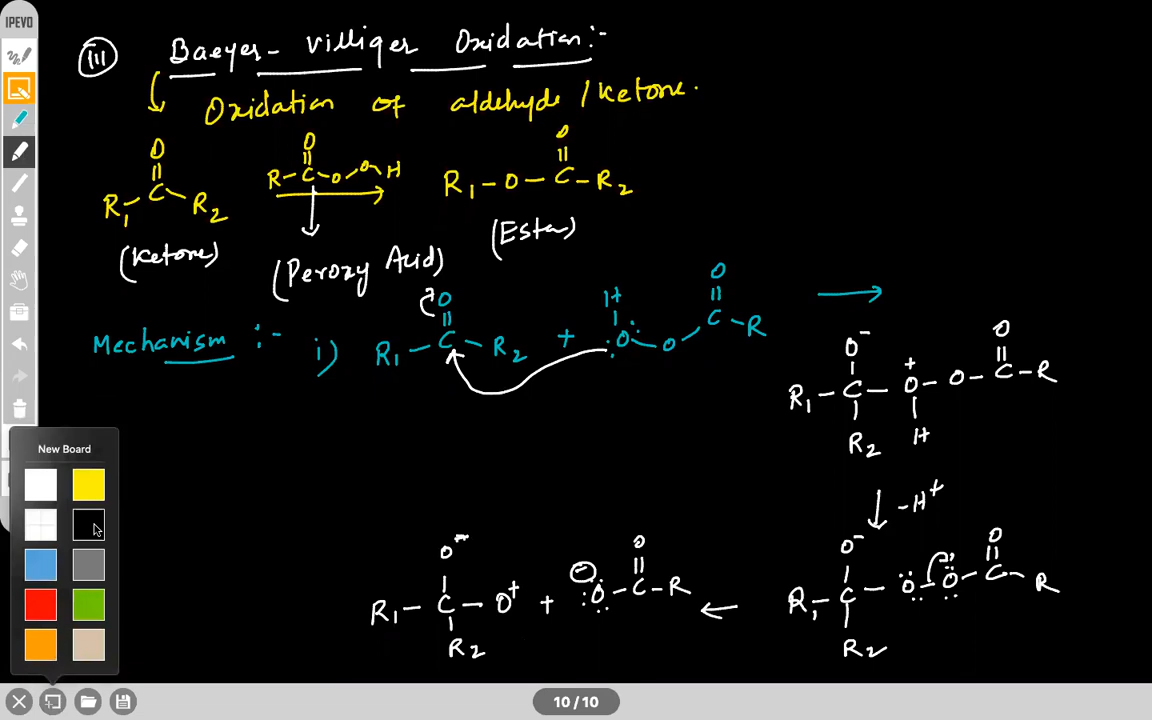 IPEVO
(III) Baeyer- Villiger Oxidation:-
Oxidation of aldehyde / Ketone.
O O O
R1 - C - R2 R - C - O - O - H R1 - O - C - R2
(Ketone) (Peroxy Acid) (Ester)
Mechanism :- i) R1 - C - R2 + O - O - C - R
O H O
O- O
R1 - C - O+ - O - C - R
R2 H
-H+
New Board
O- O O- O
R1 - C - O+ + O - C - R R1 - C - O - O - C - R
R2 R2
10 / 10